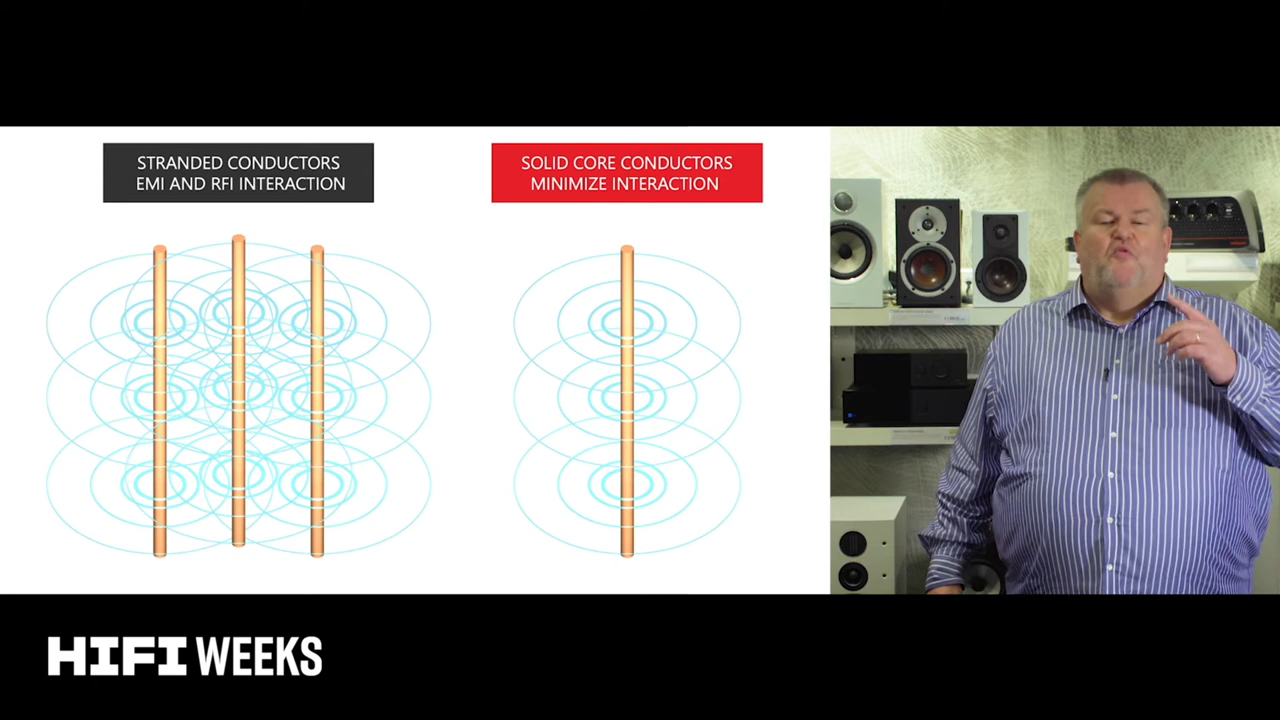 STRANDED CONDUCTORS
EMI AND RFI INTERACTION
SOLID CORE CONDUCTORS
MINIMIZE INTERACTION
HIFI WEEKS